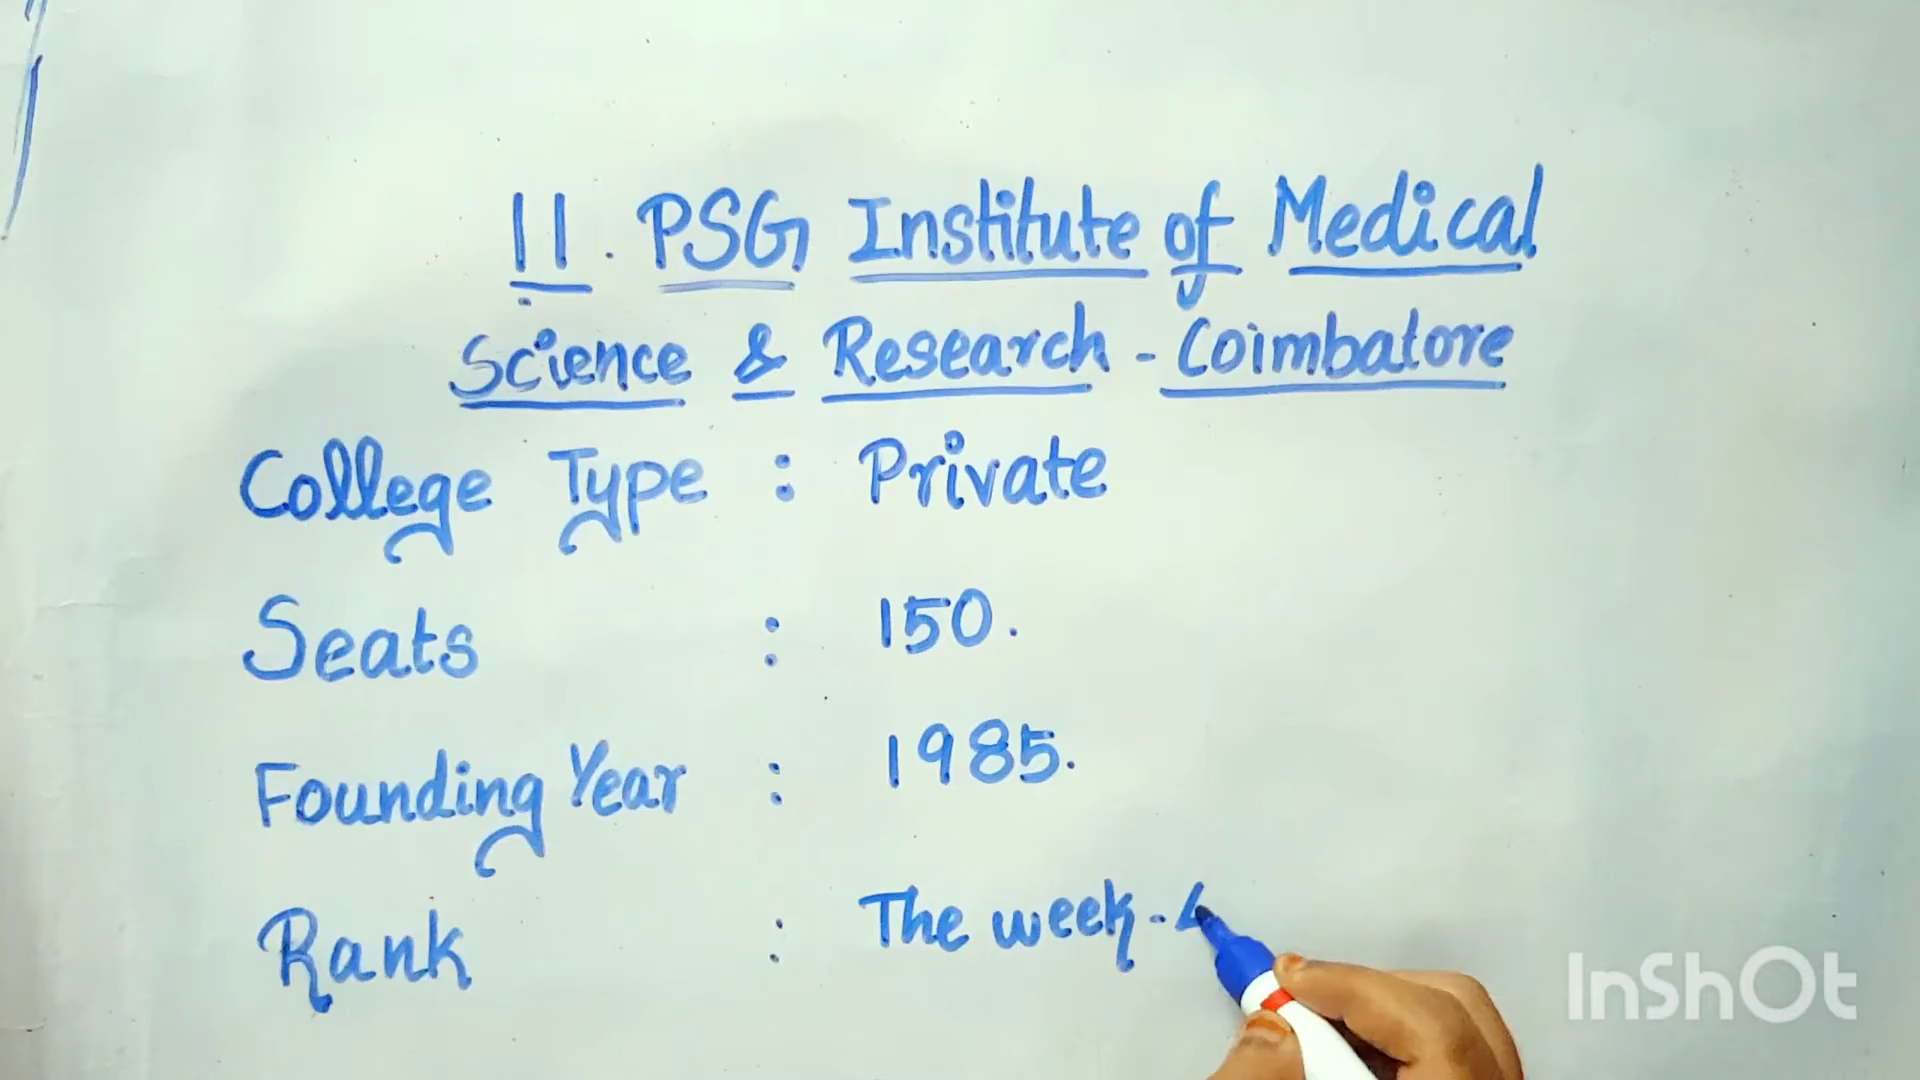 11. PSG Institute of Medical
Science & Research - Coimbatore
College Type : Private
Seats : 150.
Founding Year : 1985.
Rank : The week -
InShOt